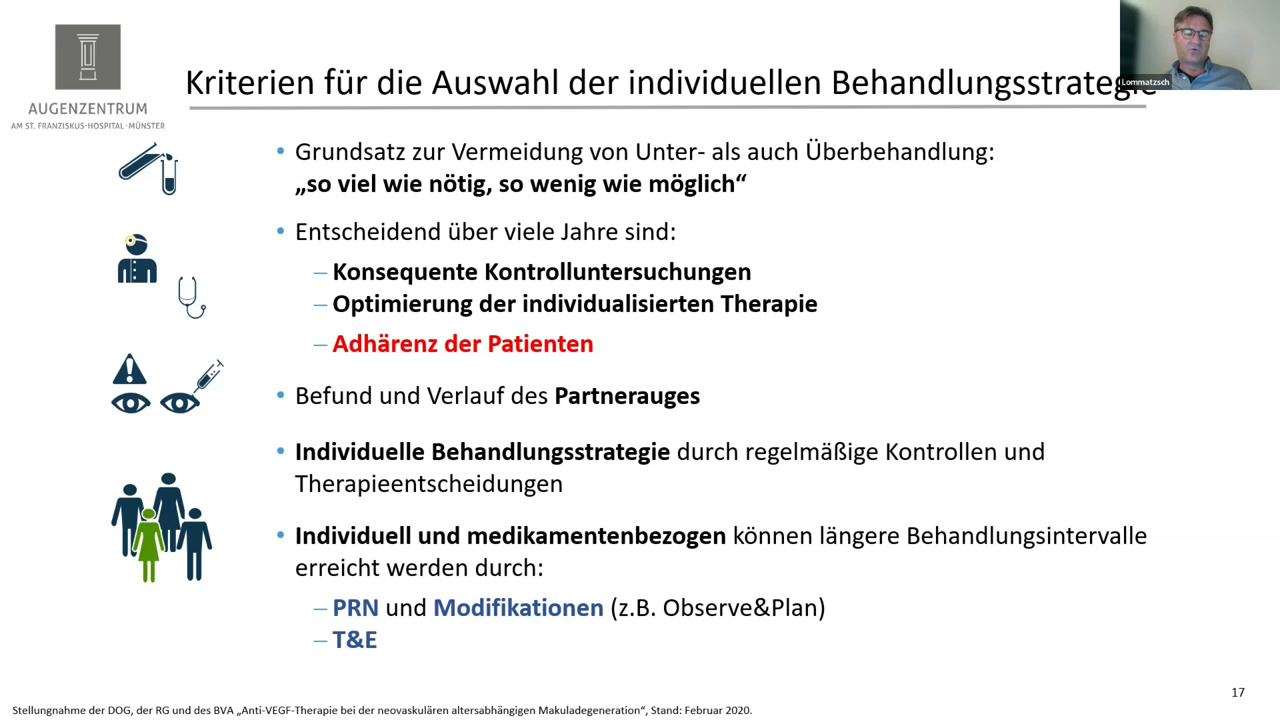 AUGENZENTRUM
AM ST. FRANZISKUS-HOSPITAL·MÜNSTER
Kriterien für die Auswahl der individuellen Behandlungsstrategie
Lommatzsch
• Grundsatz zur Vermeidung von Unter- als auch Überbehandlung:
„so viel wie nötig, so wenig wie möglich“
• Entscheidend über viele Jahre sind:
– Konsequente Kontrolluntersuchungen
– Optimierung der individualisierten Therapie
– Adhärenz der Patienten
• Befund und Verlauf des Partnerauges
• Individuelle Behandlungsstrategie durch regelmäßige Kontrollen und
Therapieentscheidungen
• Individuell und medikamentenbezogen können längere Behandlungsintervalle
erreicht werden durch:
– PRN und Modifikationen (z.B. Observe&Plan)
– T&E
17
Stellungnahme der DOG, der RG und des BVA „Anti-VEGF-Therapie bei der neovaskulären altersabhängigen Makuladegeneration“, Stand: Februar 2020.